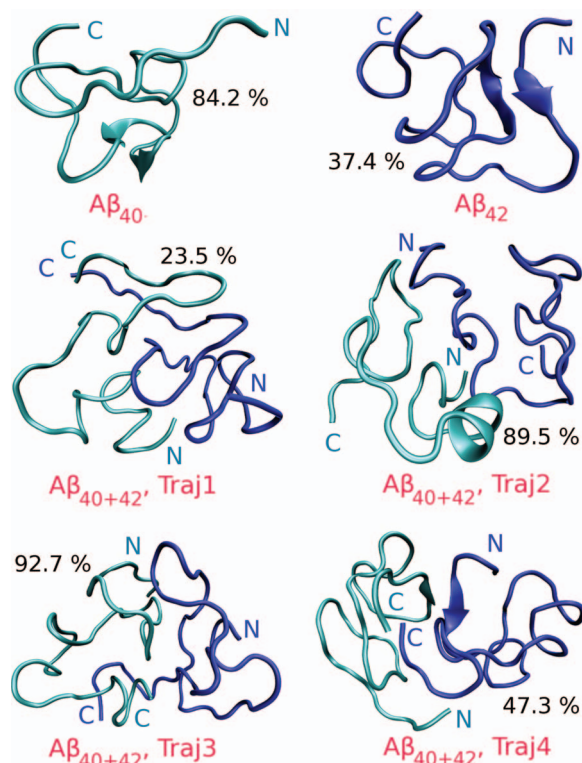 C N
84.2 %
Aβ40
N
C
37.4 %
Aβ42
C
C
23.5 %
N
N
Aβ40+42, Traj1
N
N
C
C
89.5 %
Aβ40+42, Traj2
92.7 %
N
N
C C
Aβ40+42, Traj3
N
C
C
N
47.3 %
Aβ40+42, Traj4